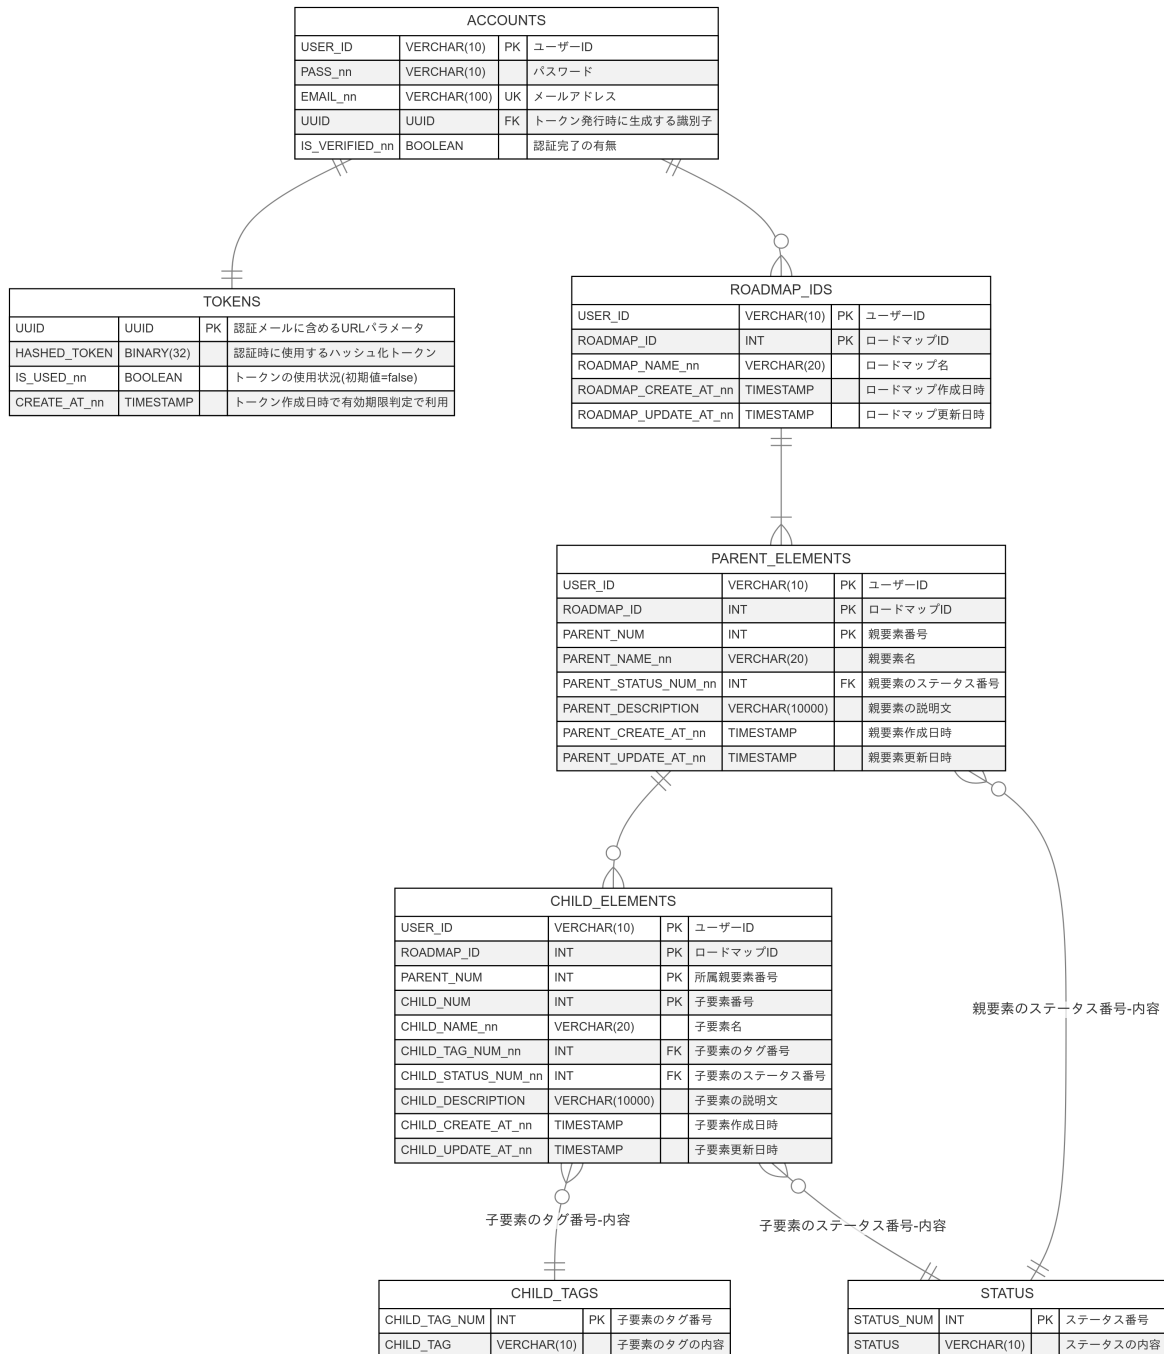 ACCOUNTS
USER_ID VERCHAR(10) PK ユーザーID
PASS_nn VERCHAR(10) パスワード
EMAIL_nn VERCHAR(100) UK メールアドレス
UUID UUID FK トークン発行時に生成する識別子
IS_VERIFIED_nn BOOLEAN 認証完了の有無
TOKENS
UUID UUID PK 認証メールに含めるURLパラメータ
HASHED_TOKEN BINARY(32) 認証時に使用するハッシュ化トークン
IS_USED_nn BOOLEAN トークンの使用状況(初期値=false)
CREATE_AT_nn TIMESTAMP トークン作成日時で有効期限判定で利用
ROADMAP_IDS
USER_ID VERCHAR(10) PK ユーザーID
ROADMAP_ID INT PK ロードマップID
ROADMAP_NAME_nn VERCHAR(20) ロードマップ名
ROADMAP_CREATE_AT_nn TIMESTAMP ロードマップ作成日時
ROADMAP_UPDATE_AT_nn TIMESTAMP ロードマップ更新日時
PARENT_ELEMENTS
USER_ID VERCHAR(10) PK ユーザーID
ROADMAP_ID INT PK ロードマップID
PARENT_NUM INT PK 親要素番号
PARENT_NAME_nn VERCHAR(20) 親要素名
PARENT_STATUS_NUM_nn INT FK 親要素のステータス番号
PARENT_DESCRIPTION VERCHAR(10000) 親要素の説明文
PARENT_CREATE_AT_nn TIMESTAMP 親要素作成日時
PARENT_UPDATE_AT_nn TIMESTAMP 親要素更新日時
CHILD_ELEMENTS
USER_ID VERCHAR(10) PK ユーザーID
ROADMAP_ID INT PK ロードマップID
PARENT_NUM INT PK 所属親要素番号
CHILD_NUM INT PK 子要素番号
CHILD_NAME_nn VERCHAR(20) 子要素名
CHILD_TAG_NUM_nn INT FK 子要素のタグ番号
CHILD_STATUS_NUM_nn INT FK 子要素のステータス番号
CHILD_DESCRIPTION VERCHAR(10000) 子要素の説明文
CHILD_CREATE_AT_nn TIMESTAMP 子要素作成日時
CHILD_UPDATE_AT_nn TIMESTAMP 子要素更新日時
親要素のステータス番号-内容
子要素のタグ番号-内容
子要素のステータス番号-内容
CHILD_TAGS
CHILD_TAG_NUM INT PK 子要素のタグ番号
CHILD_TAG VERCHAR(10) 子要素のタグの内容
STATUS
STATUS_NUM INT PK ステータス番号
STATUS VERCHAR(10) ステータスの内容